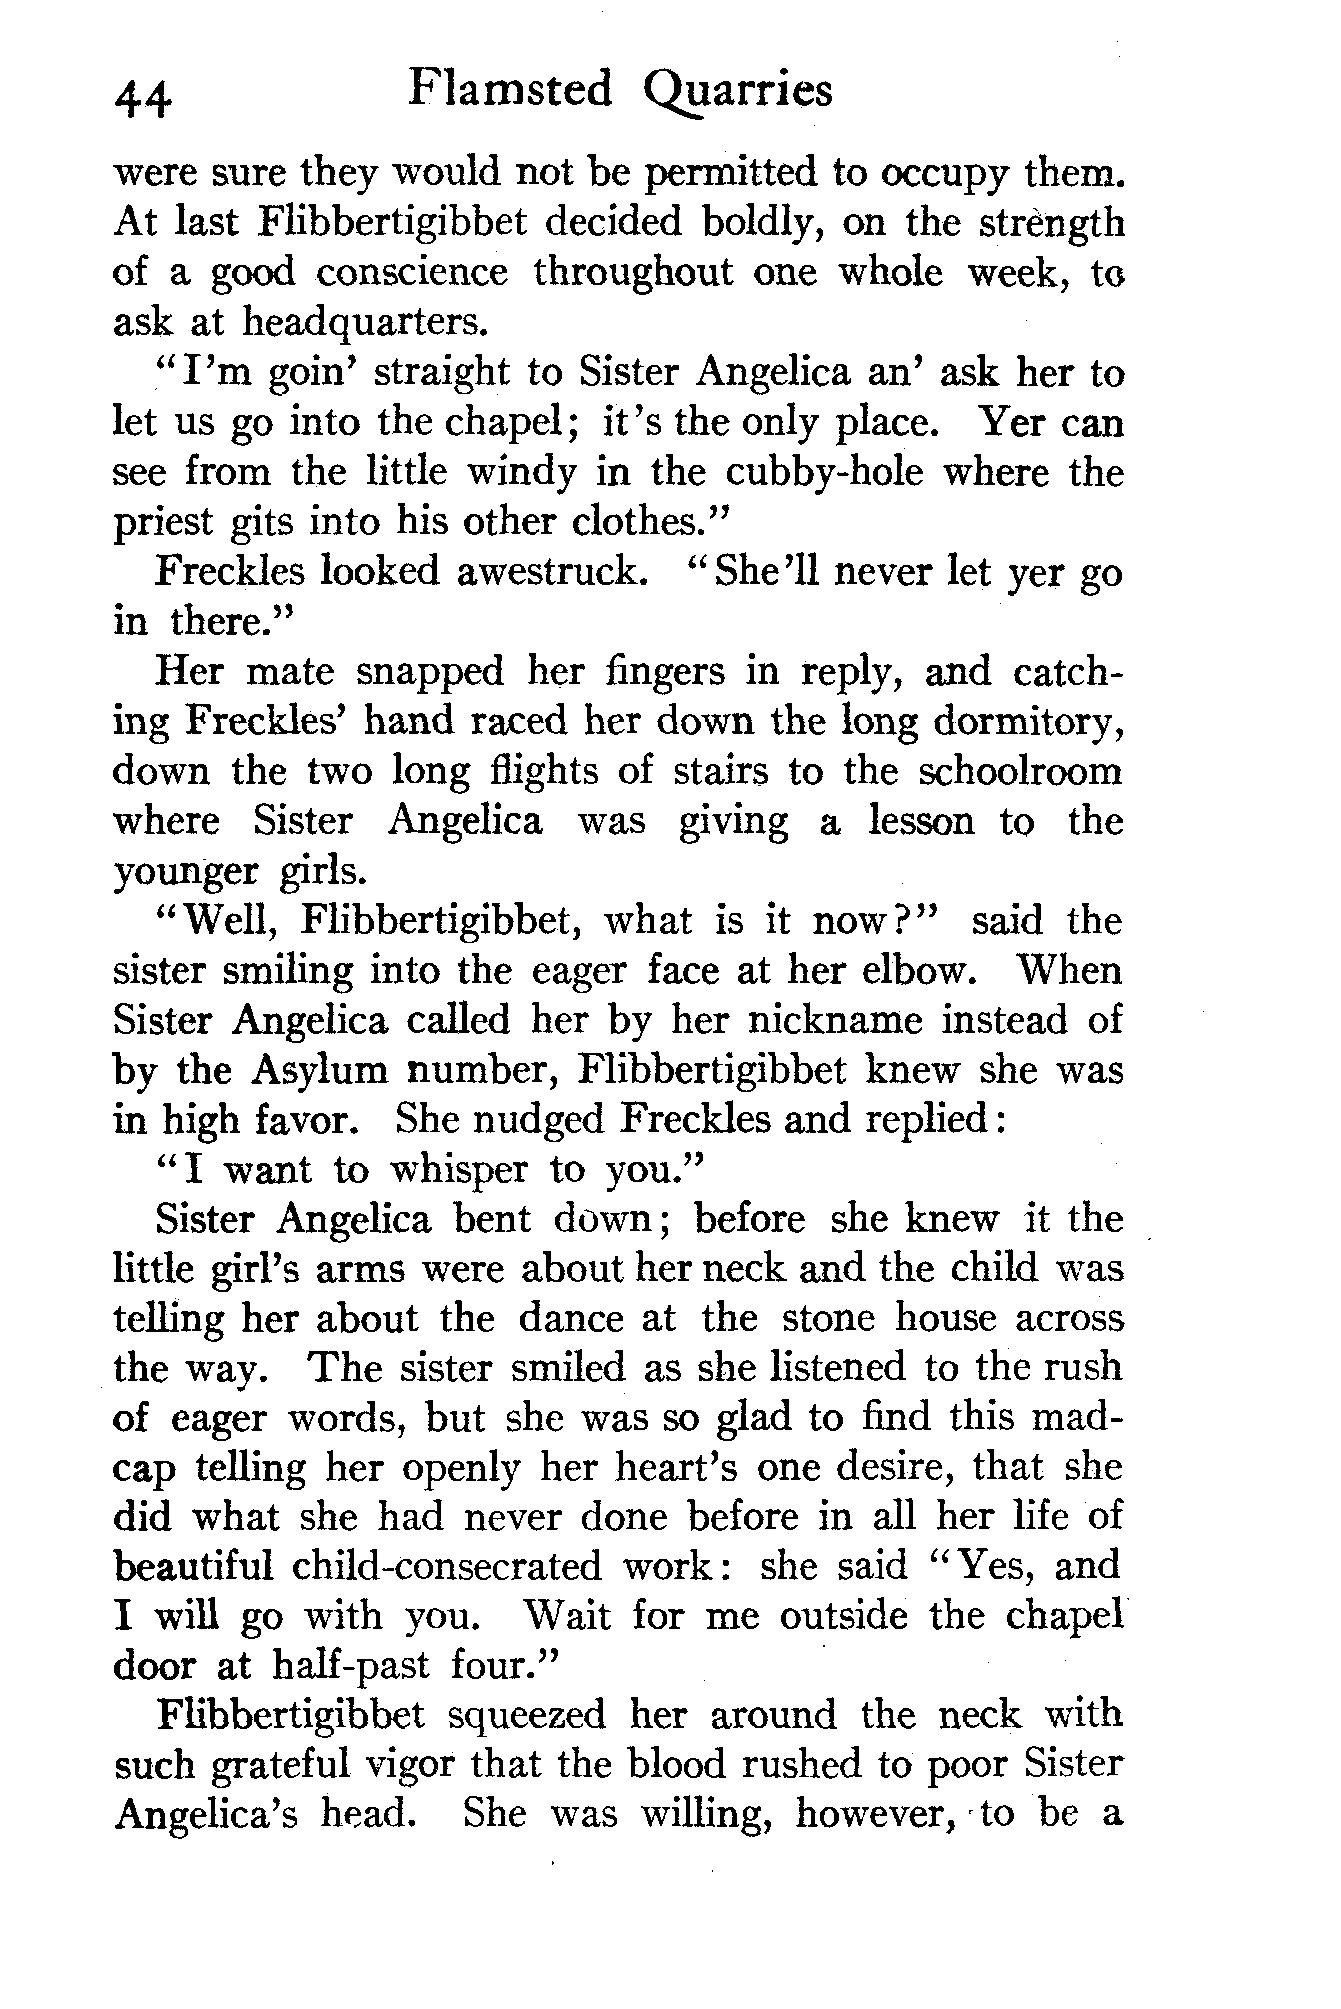 44 Flamsted Quarries
were sure they would not be permitted to occupy them.
At last Flibbertigibbet decided boldly, on the strength
of a good conscience throughout one whole week, to
ask at headquarters.
"I'm goin' straight to Sister Angelica an' ask her to
let us go into the chapel; it's the only place. Yer can
see from the little windy in the cubby-hole where the
priest gits into his other clothes."
Freckles looked awestruck. "She'll never let yer go
in there."
Her mate snapped her fingers in reply, and catch-
ing Freckles' hand raced her down the long dormitory,
down the two long flights of stairs to the schoolroom
where Sister Angelica was giving a lesson to the
younger girls.
"Well, Flibbertigibbet, what is it now?" said the
sister smiling into the eager face at her elbow. When
Sister Angelica called her by her nickname instead of
by the Asylum number, Flibbertigibbet knew she was
in high favor. She nudged Freckles and replied:
"I want to whisper to you."
Sister Angelica bent down; before she knew it the
little girl's arms were about her neck and the child was
telling her about the dance at the stone house across
the way. The sister smiled as she listened to the rush
of eager words, but she was so glad to find this mad-
cap telling her openly her heart's one desire, that she
did what she had never done before in all her life of
beautiful child-consecrated work: she said "Yes, and
I will go with you. Wait for me outside the chapel
door at half-past four."
Flibbertigibbet squeezed her around the neck with
such grateful vigor that the blood rushed to poor Sister
Angelica's head. She was willing, however, to be a